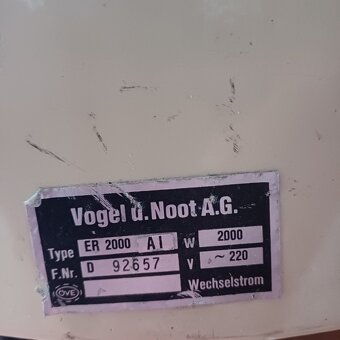 Vogel u. Noot A.G.
Type ER 2000 AI W 2000
F.Nr. D 92657 V ~ 220
ÖVE Wechselstrom